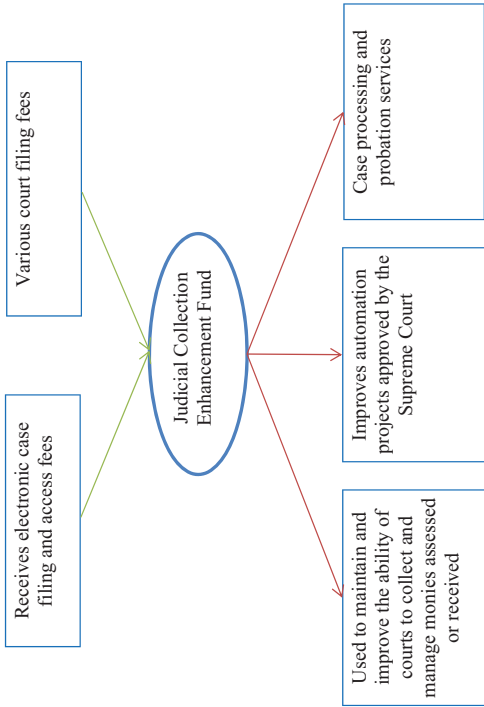 Receives electronic case
filing and access fees
Various court filing fees
Judicial Collection
Enhancement Fund
Used to maintain and
improve the ability of
courts to collect and
manage monies assessed
or received
Improves automation
projects approved by the
Supreme Court
Case processing and
probation services